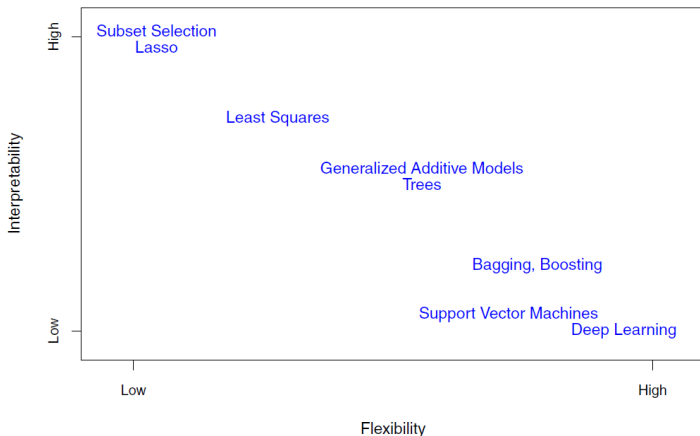 High
Subset Selection
Lasso
Least Squares
Generalized Additive Models
Trees
Interpretability
Bagging, Boosting
Support Vector Machines
Deep Learning
Low
Low
High
Flexibility